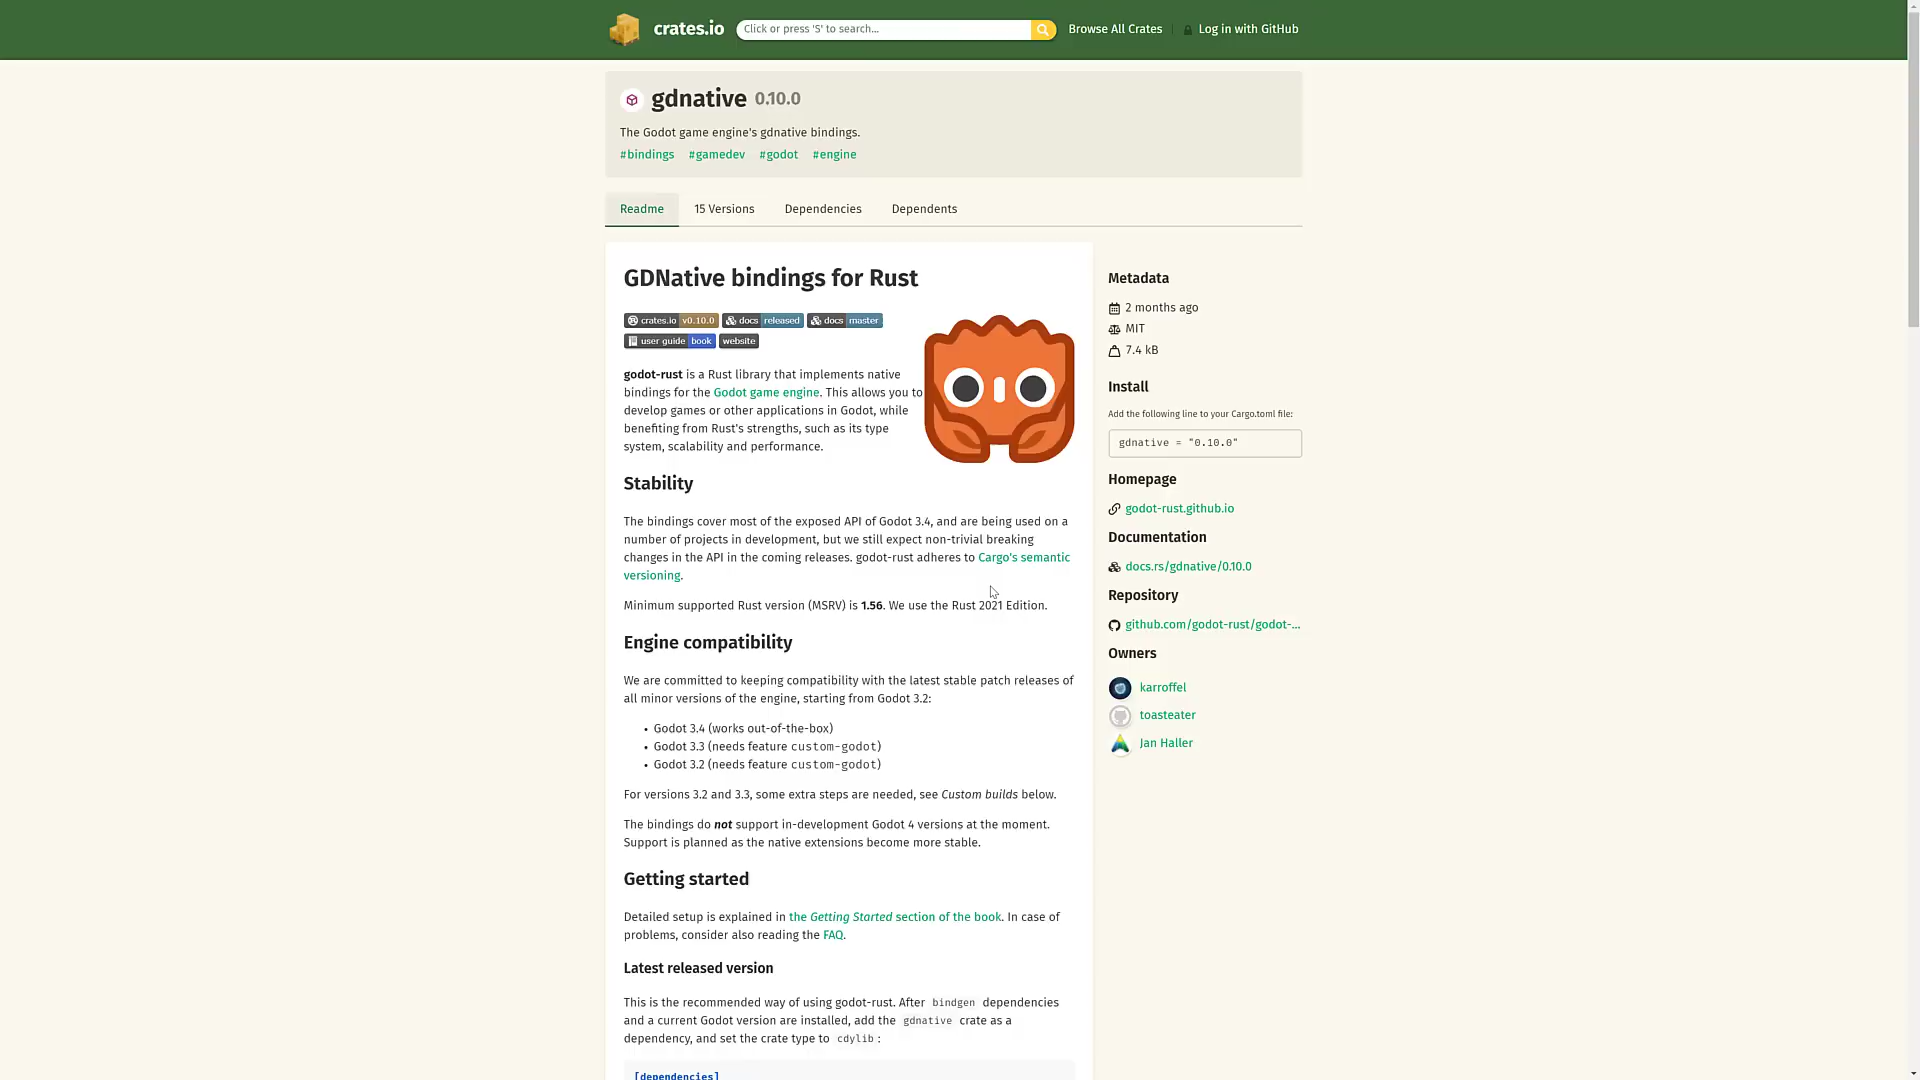 crates.io
Click or press 'S' to search...
Browse All Crates
Log in with GitHub
gdnative 0.10.0
The Godot game engine's gdnative bindings.
#bindings #gamedev #godot #engine
Readme
15 Versions
Dependencies
Dependents
GDNative bindings for Rust
crates.io v0.10.0 docs released docs master
user guide book website
godot-rust is a Rust library that implements native
bindings for the Godot game engine. This allows you to
develop games or other applications in Godot, while
benefiting from Rust's strengths, such as its type
system, scalability and performance.
Stability
The bindings cover most of the exposed API of Godot 3.4, and are being used on a
number of projects in development, but we still expect non-trivial breaking
changes in the API in the coming releases. godot-rust adheres to Cargo's semantic
versioning.
Minimum supported Rust version (MSRV) is 1.56. We use the Rust 2021 Edition.
Engine compatibility
We are committed to keeping compatibility with the latest stable patch releases of
all minor versions of the engine, starting from Godot 3.2:
• Godot 3.4 (works out-of-the-box)
• Godot 3.3 (needs feature custom-godot)
• Godot 3.2 (needs feature custom-godot)
For versions 3.2 and 3.3, some extra steps are needed, see Custom builds below.
The bindings do not support in-development Godot 4 versions at the moment.
Support is planned as the native extensions become more stable.
Getting started
Detailed setup is explained in the Getting Started section of the book. In case of
problems, consider also reading the FAQ.
Latest released version
This is the recommended way of using godot-rust. After bindgen dependencies
and a current Godot version are installed, add the gdnative crate as a
dependency, and set the crate type to cdylib :
[dependencies]
Metadata
2 months ago
MIT
7.4 kB
Install
Add the following line to your Cargo.toml file:
gdnative = "0.10.0"
Homepage
godot-rust.github.io
Documentation
docs.rs/gdnative/0.10.0
Repository
github.com/godot-rust/godot-...
Owners
karroffel
toasteater
Jan Haller